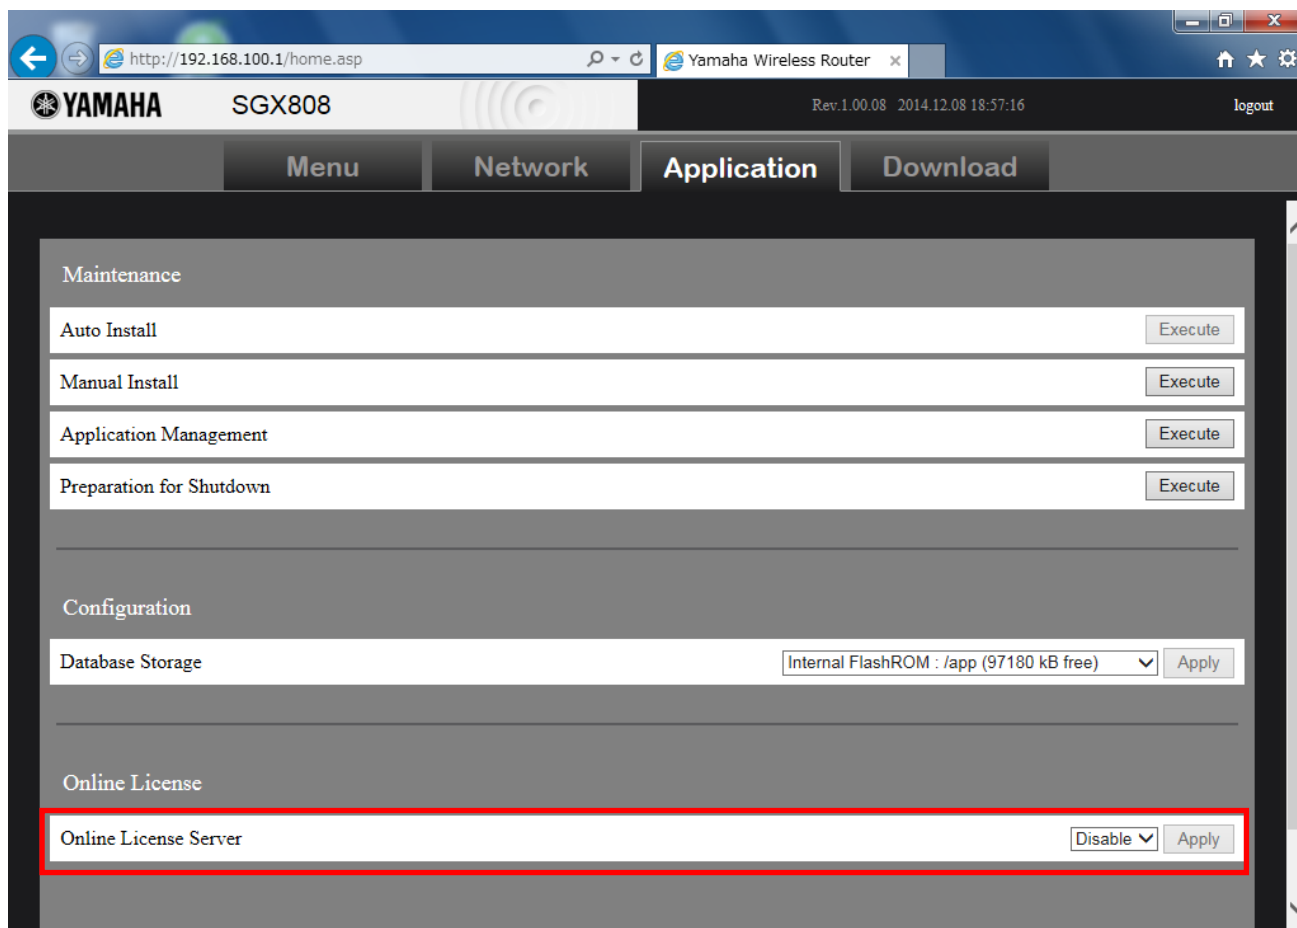 http://192.168.100.1/home.asp
Yamaha Wireless Router
YAMAHA SGX808 Rev.1.00.08 2014.12.08 18:57:16 logout
Menu Network Application Download
Maintenance
Auto Install Execute
Manual Install Execute
Application Management Execute
Preparation for Shutdown Execute
Configuration
Database Storage Internal FlashROM : /app (97180 kB free) Apply
Online License
Online License Server Disable Apply